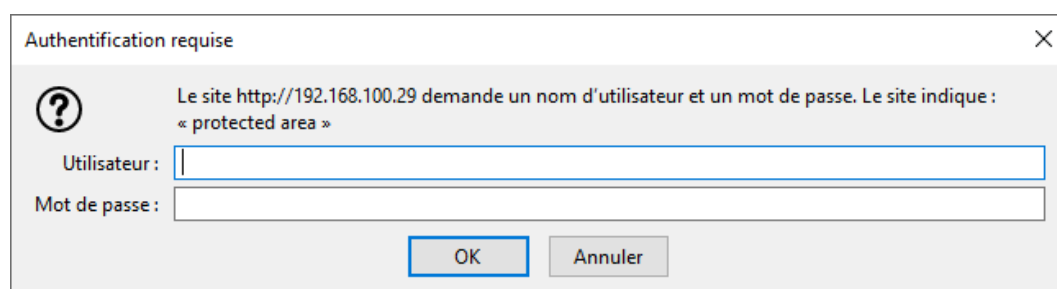 Authentification requise
Le site http://192.168.100.29 demande un nom d'utilisateur et un mot de passe. Le site indique :
« protected area »
Utilisateur :
Mot de passe :
OK
Annuler